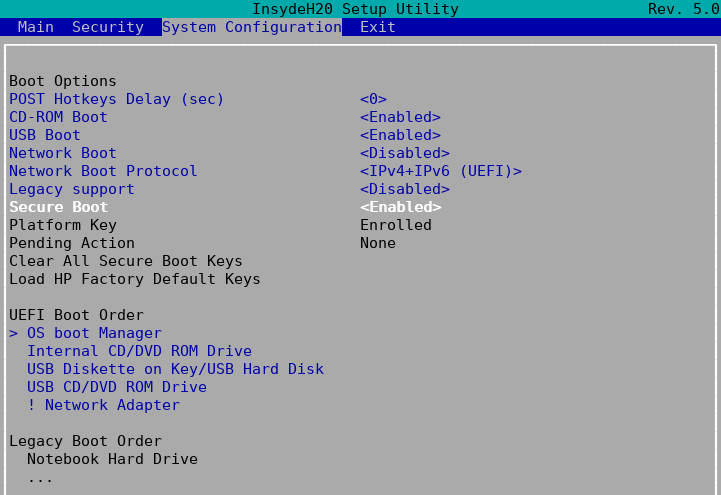 InsydeH20 Setup Utility Rev. 5.0
Main Security System Configuration Exit
Boot Options
POST Hotkeys Delay (sec) <0>
CD-ROM Boot <Enabled>
USB Boot <Enabled>
Network Boot <Disabled>
Network Boot Protocol <IPv4+IPv6 (UEFI)>
Legacy support <Disabled>
Secure Boot <Enabled>
Platform Key Enrolled
Pending Action None
Clear All Secure Boot Keys
Load HP Factory Default Keys
UEFI Boot Order
> OS boot Manager
Internal CD/DVD ROM Drive
USB Diskette on Key/USB Hard Disk
USB CD/DVD ROM Drive
! Network Adapter
Legacy Boot Order
Notebook Hard Drive
...